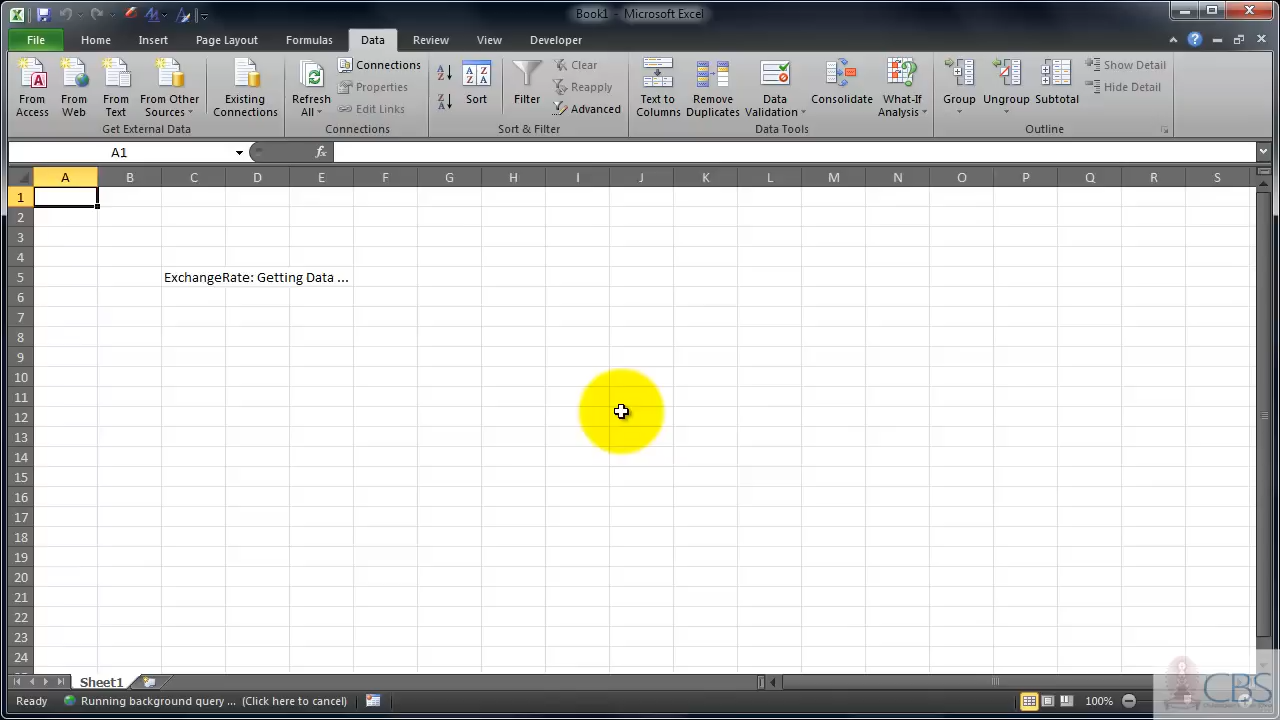 Book1 - Microsoft Excel
File Home Insert Page Layout Formulas Data Review View Developer
From Access
From Web
From Text
From Other Sources
Existing Connections
Get External Data
Refresh All
Connections
Properties
Edit Links
Connections
Sort
Filter
Clear
Reapply
Advanced
Sort & Filter
Text to Columns
Remove Duplicates
Data Validation
Consolidate
What-If Analysis
Data Tools
Group
Ungroup
Subtotal
Show Detail
Hide Detail
Outline
A1 fx
A B C D E F G H I J K L M N O P Q R S
1
2
3
4
5 ExchangeRate: Getting Data ...
6
7
8
9
10
11
12
13
14
15
16
17
18
19
20
21
22
23
24
Sheet1
Ready Running background query ... (Click here to cancel) 100%
CBS